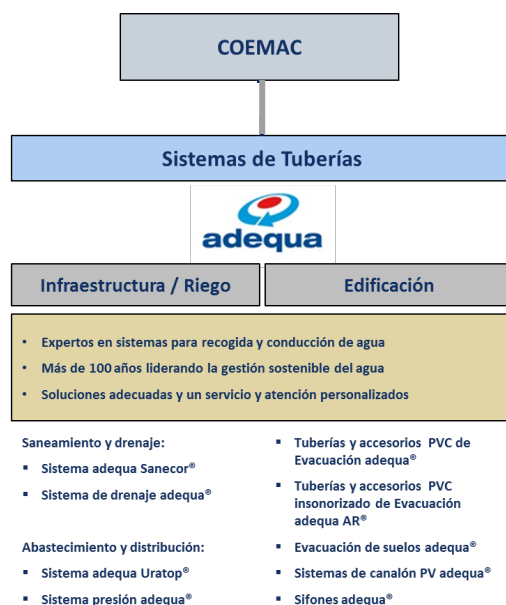 COEMAC
Sistemas de Tuberías
adequa
Infraestructura / Riego
Edificación
• Expertos en sistemas para recogida y conducción de agua
• Más de 100 años liderando la gestión sostenible del agua
• Soluciones adecuadas y un servicio y atención personalizados
Saneamiento y drenaje:
▪ Sistema adequa Sanecor®
▪ Sistema de drenaje adequa®
Abastecimiento y distribución:
▪ Sistema adequa Uratop®
▪ Sistema presión adequa®
▪ Tuberías y accesorios PVC de
Evacuación adequa®
▪ Tuberías y accesorios PVC
insonorizado de Evacuación
adequa AR®
▪ Evacuación de suelos adequa®
▪ Sistemas de canalón PV adequa®
▪ Sifones adequa®